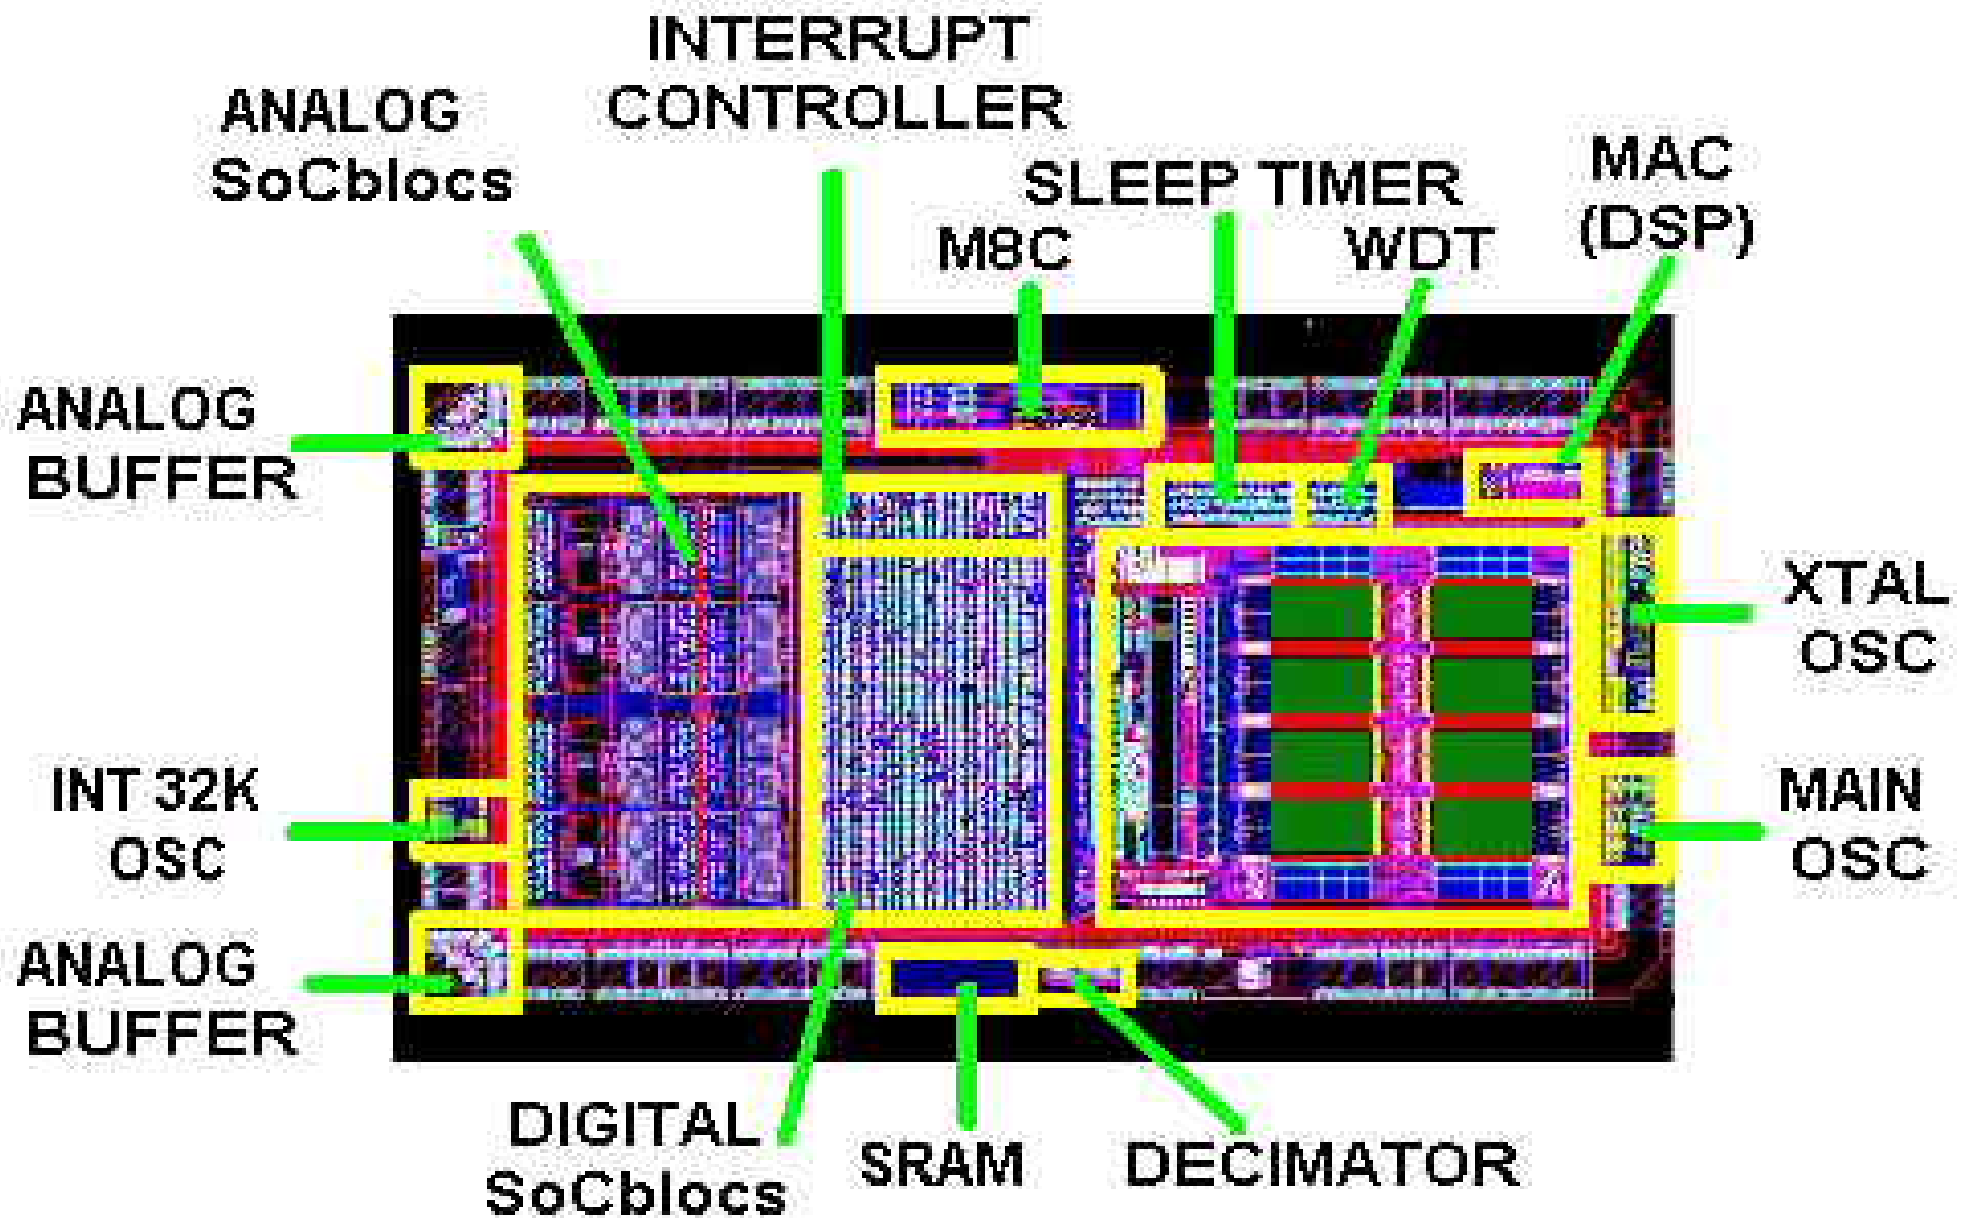 INTERRUPT
CONTROLLER
ANALOG
SoCblocs
SLEEP TIMER
M8C
WDT
MAC
(DSP)
ANALOG
BUFFER
XTAL
OSC
INT 32K
OSC
MAIN
OSC
ANALOG
BUFFER
DIGITAL
SoCblocs
SRAM
DECIMATOR